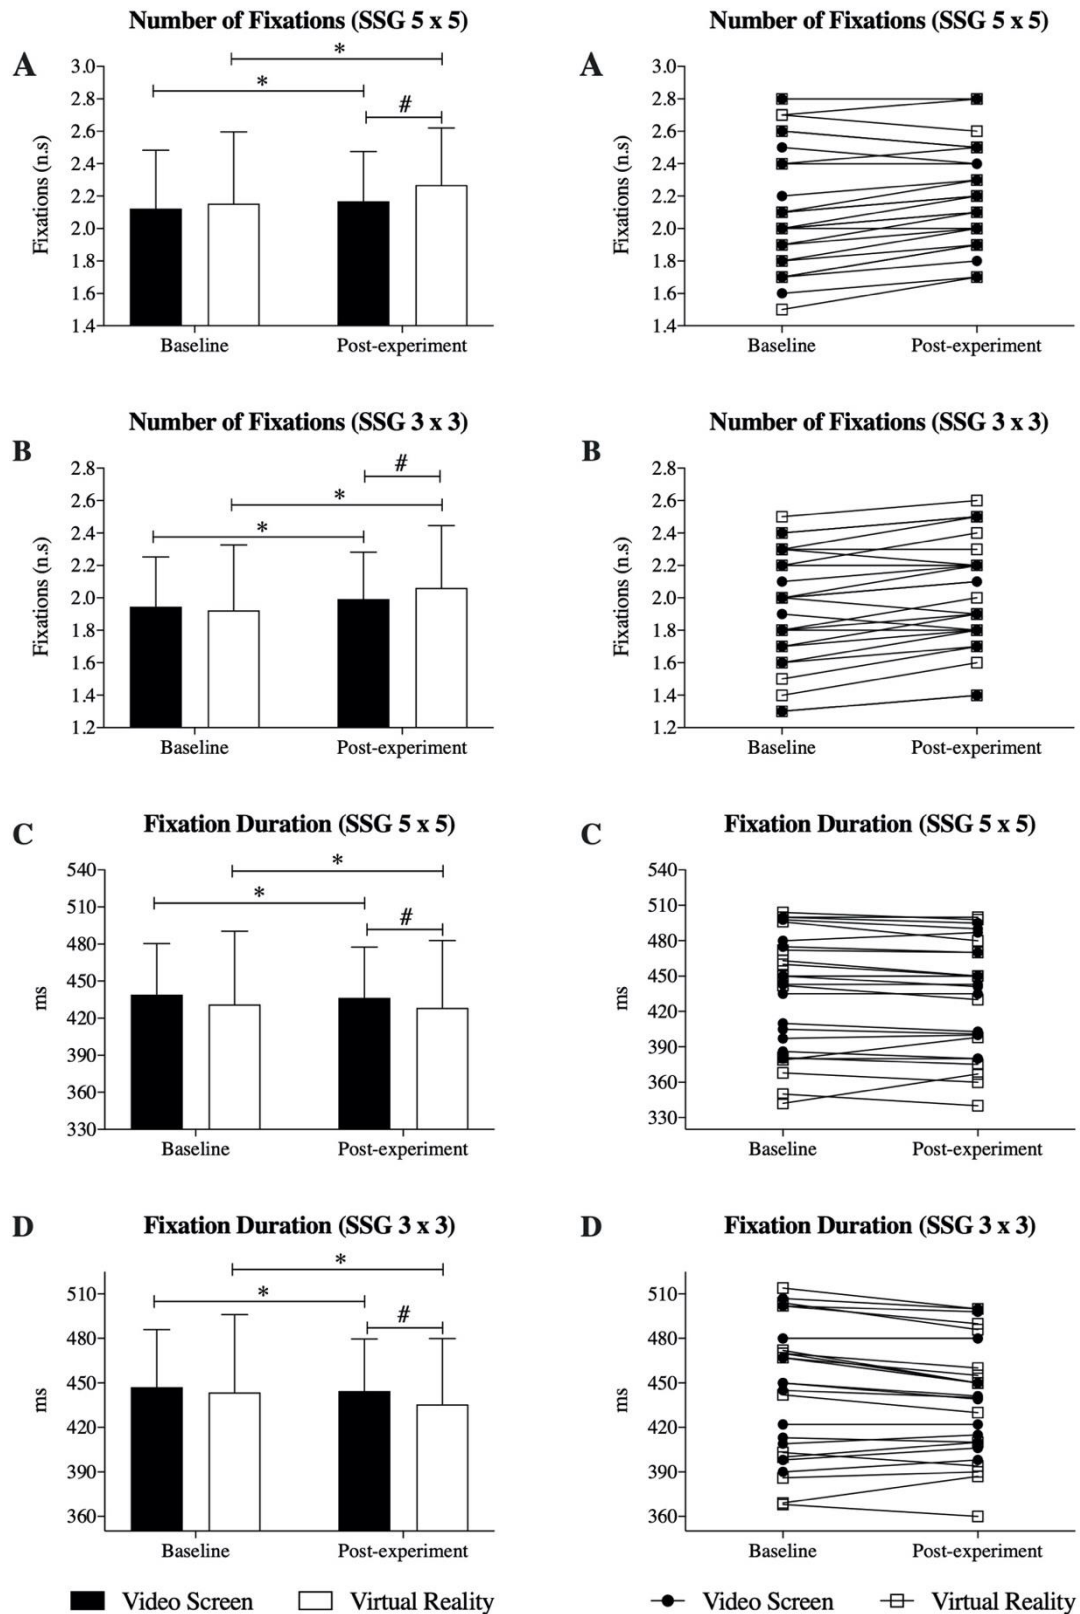 Number of Fixations (SSG 5 x 5)
A
Fixations (n.s)
3.0
2.8
2.6
2.4
2.2
2.0
1.8
1.6
1.4
*
*
#
Baseline Post-experiment
Number of Fixations (SSG 5 x 5)
A
Fixations (n.s)
3.0
2.8
2.6
2.4
2.2
2.0
1.8
1.6
1.4
Baseline Post-experiment
Number of Fixations (SSG 3 x 3)
B
Fixations (n.s)
2.8
2.6
2.4
2.2
2.0
1.8
1.6
1.4
1.2
#
*
*
Baseline Post-experiment
Number of Fixations (SSG 3 x 3)
B
Fixations (n.s)
2.8
2.6
2.4
2.2
2.0
1.8
1.6
1.4
1.2
Baseline Post-experiment
Fixation Duration (SSG 5 x 5)
C
ms
540
510
480
450
420
390
360
330
*
*
#
Baseline Post-experiment
Fixation Duration (SSG 5 x 5)
C
ms
540
510
480
450
420
390
360
330
Baseline Post-experiment
Fixation Duration (SSG 3 x 3)
D
ms
510
480
450
420
390
360
*
*
#
Baseline Post-experiment
Fixation Duration (SSG 3 x 3)
D
ms
510
480
450
420
390
360
Baseline Post-experiment
Video Screen Virtual Reality
Video Screen Virtual Reality